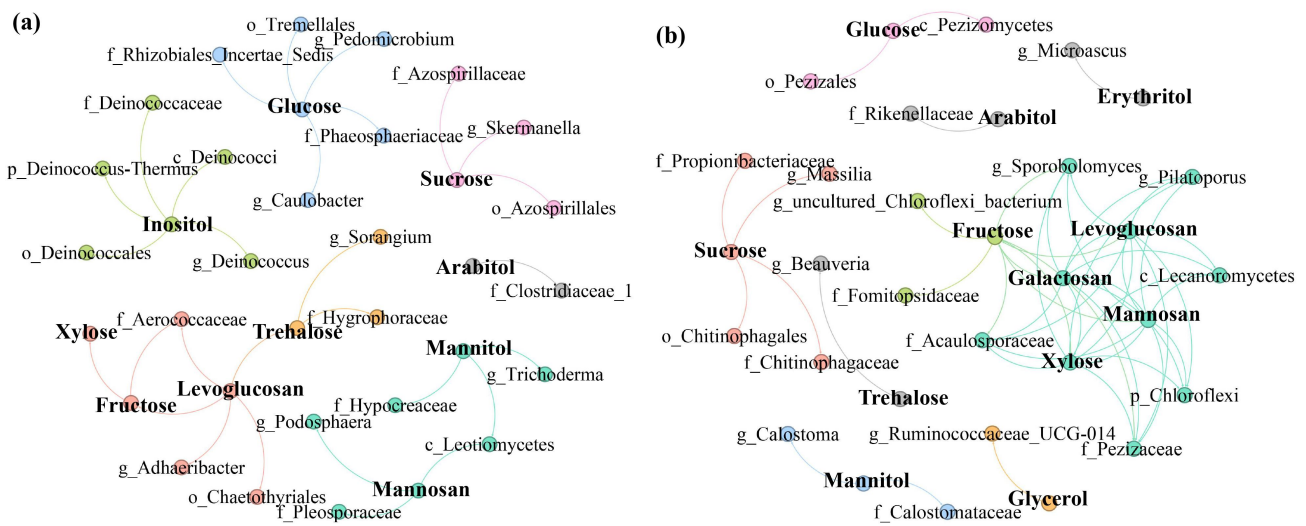 (a)
o_Tremellales
g_Pedomicrobium
f_Rhizobiales_Incertae_Sedis
f_Azospirillaceae
f_Deinococcaceae
Glucose
g_Skermanella
f_Phaeosphaeriaceae
c_Deinococci
p_Deinococcus-Thermus
Sucrose
g_Caulobacter
o_Azospirillales
Inositol
g_Sorangium
o_Deinococcales
g_Deinococcus
Arabitol
f_Clostridiaceae_1
f_Aerococcaceae
f_Hygrophoraceae
Xylose
Trehalose
Mannitol
g_Trichoderma
Levoglucosan
Fructose
f_Hypocreaceae
g_Podosphaera
c_Leotiomycetes
g_Adhaeribacter
Mannosan
o_Chaetothyriales
f_Pleosporaceae
(b)
c_Pezizomycetes
Glucose
g_Microascus
o_Pezizales
Erythritol
f_Rikenellaceae
Arabitol
f_Propionibacteriaceae
g_Sporobolomyces
g_Massilia
g_Pilatoporus
g_uncultured_Chloroflexi_bacterium
Fructose
Levoglucosan
Sucrose
g_Beauveria
Galactosan
c_Lecanoromycetes
f_Fomitopsidaceae
Mannosan
o_Chitinophagales
f_Acaulosporaceae
f_Chitinophagaceae
Xylose
p_Chloroflexi
Trehalose
g_Calostoma
g_Ruminococcaceae_UCG-014
f_Pezizaceae
Mannitol
Glycerol
f_Calostomataceae